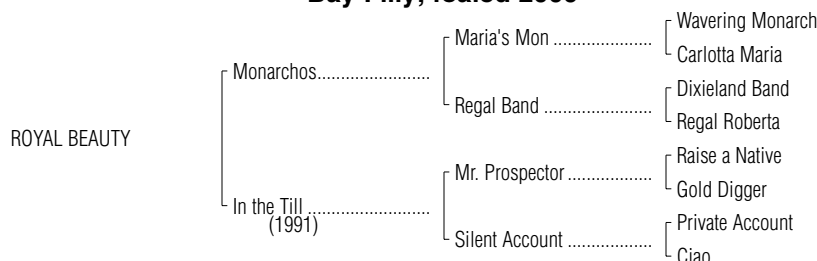 Wavering Monarch
Maria's Mon .....................
Carlotta Maria
Monarchos.........................
Dixieland Band
Regal Band .......................
Regal Roberta
ROYAL BEAUTY
Raise a Native
Mr. Prospector ..................
Gold Digger
In the Till ...........................
(1991)
Private Account
Silent Account ..................
Ciao